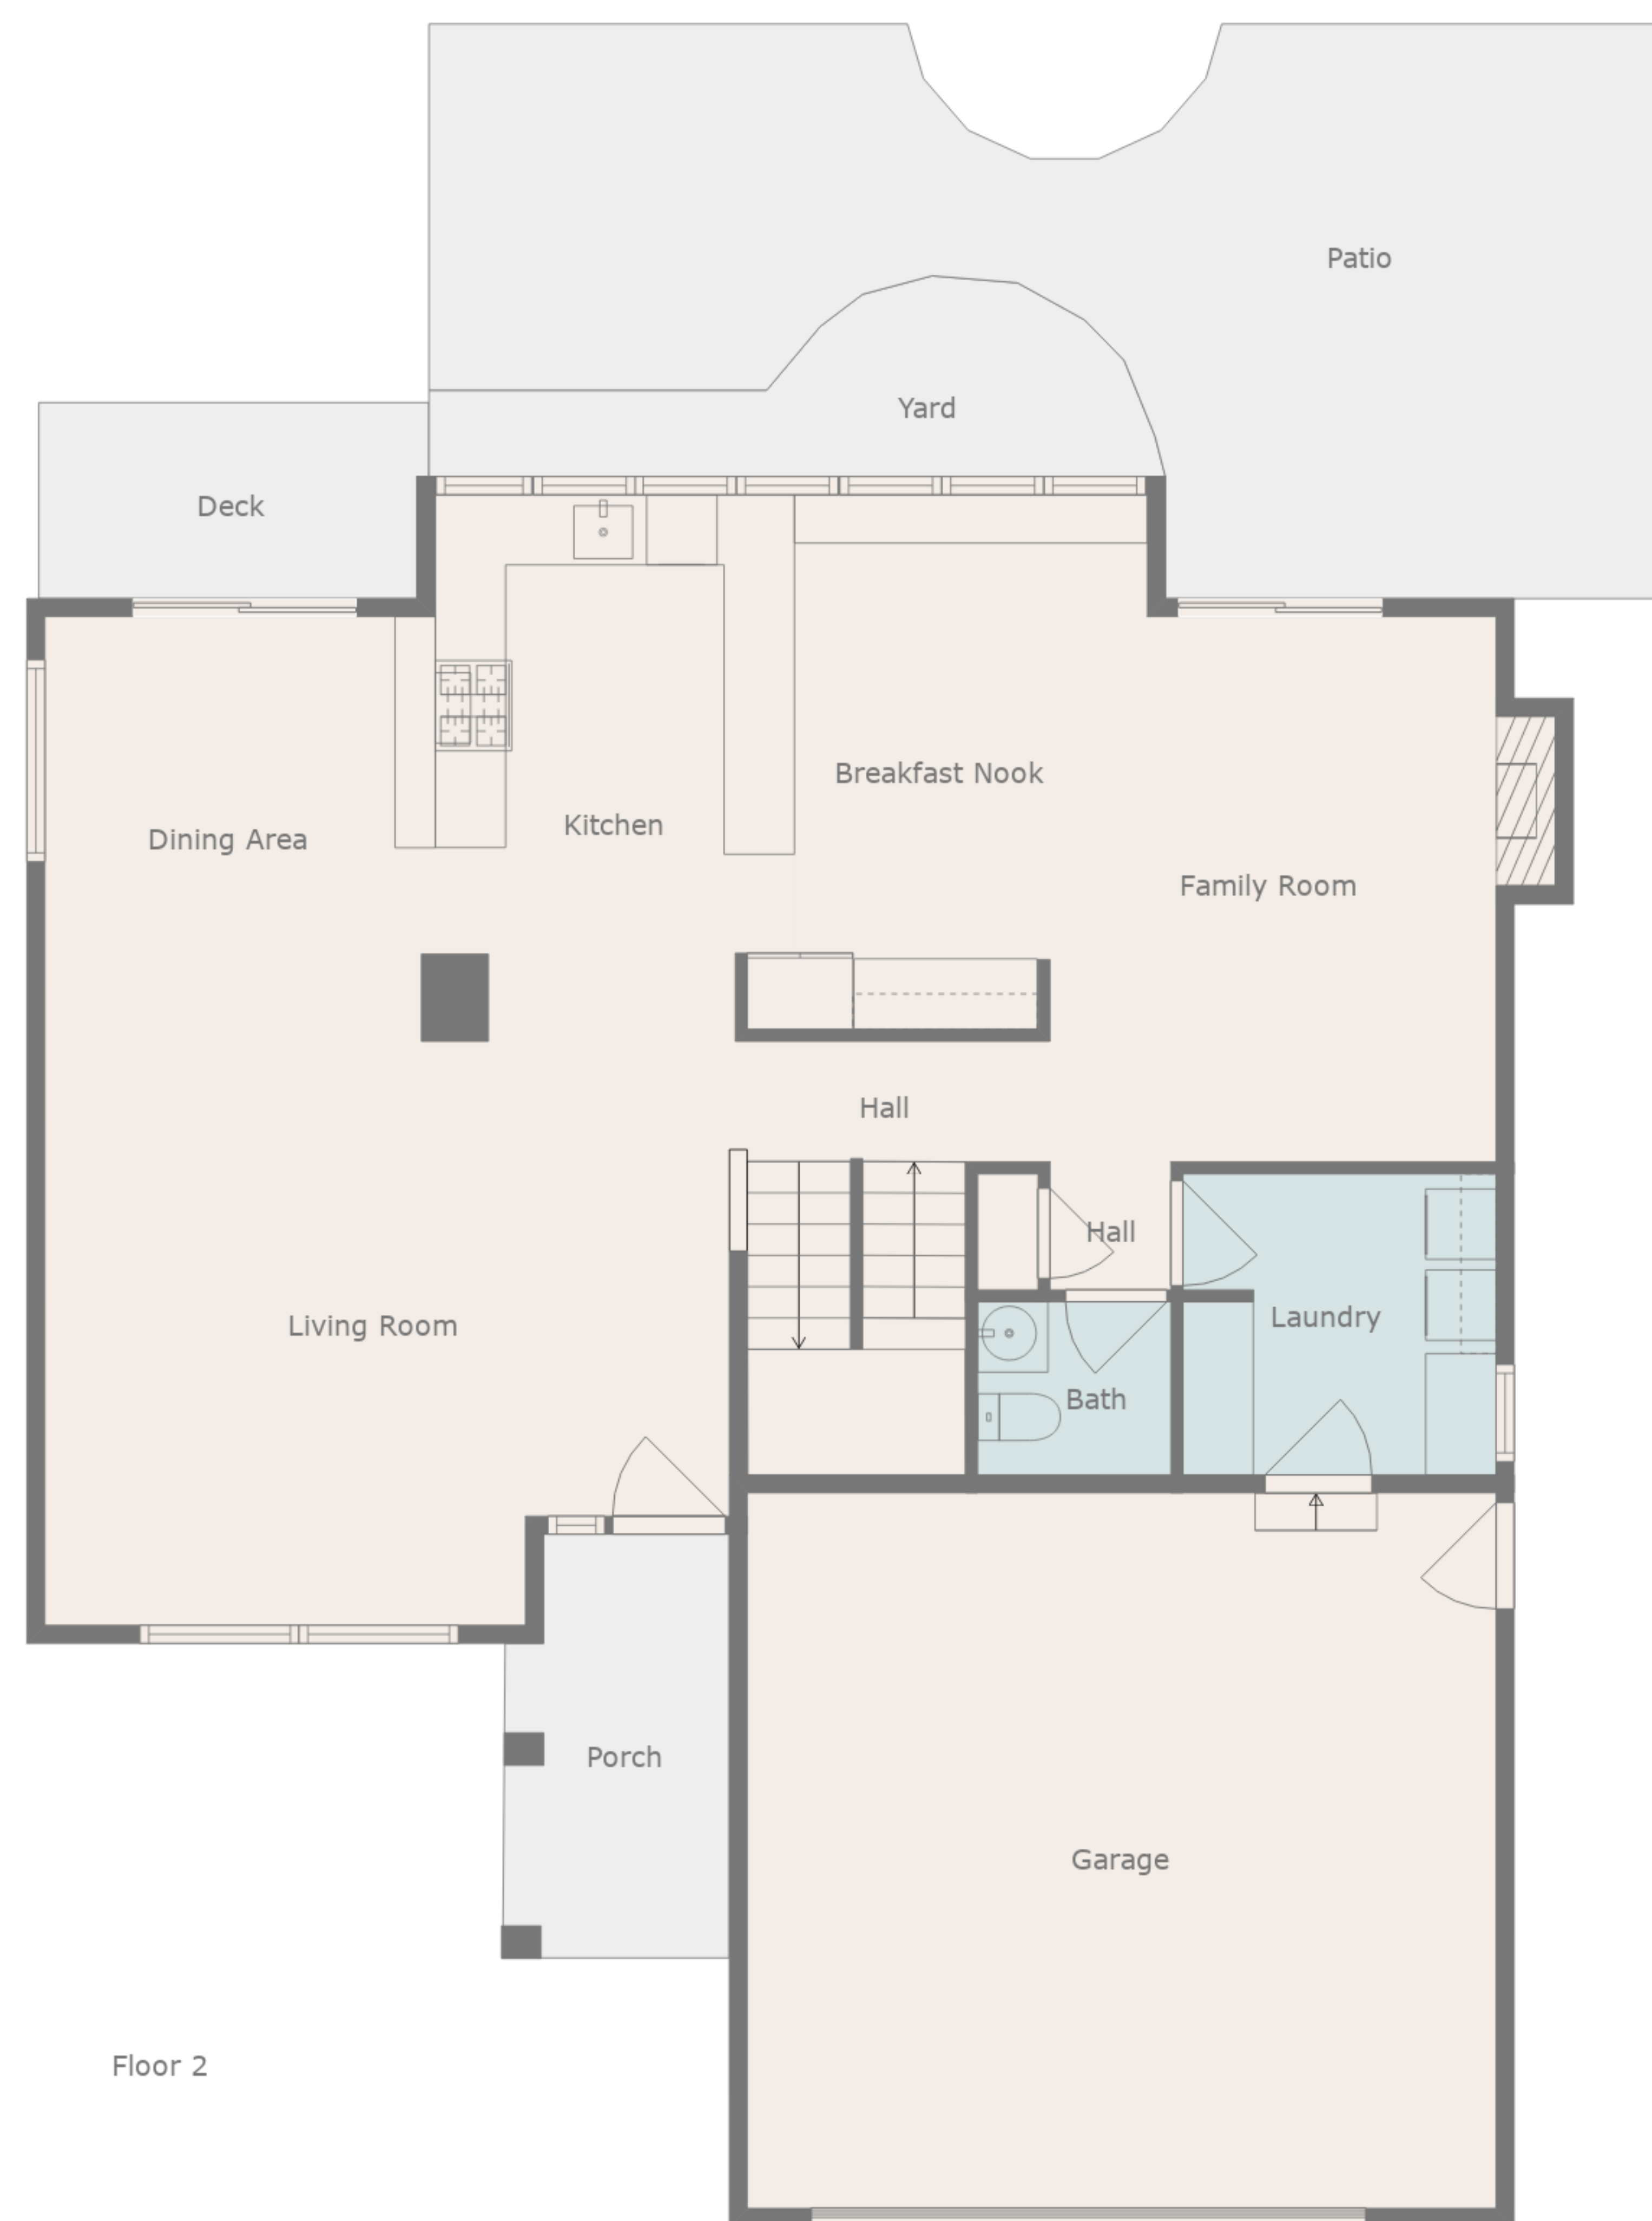 Patio
Yard
Deck
Breakfast Nook
Kitchen
Dining Area
Family Room
Hall
Hall
Living Room
Laundry
Bath
Porch
Garage
Floor 2